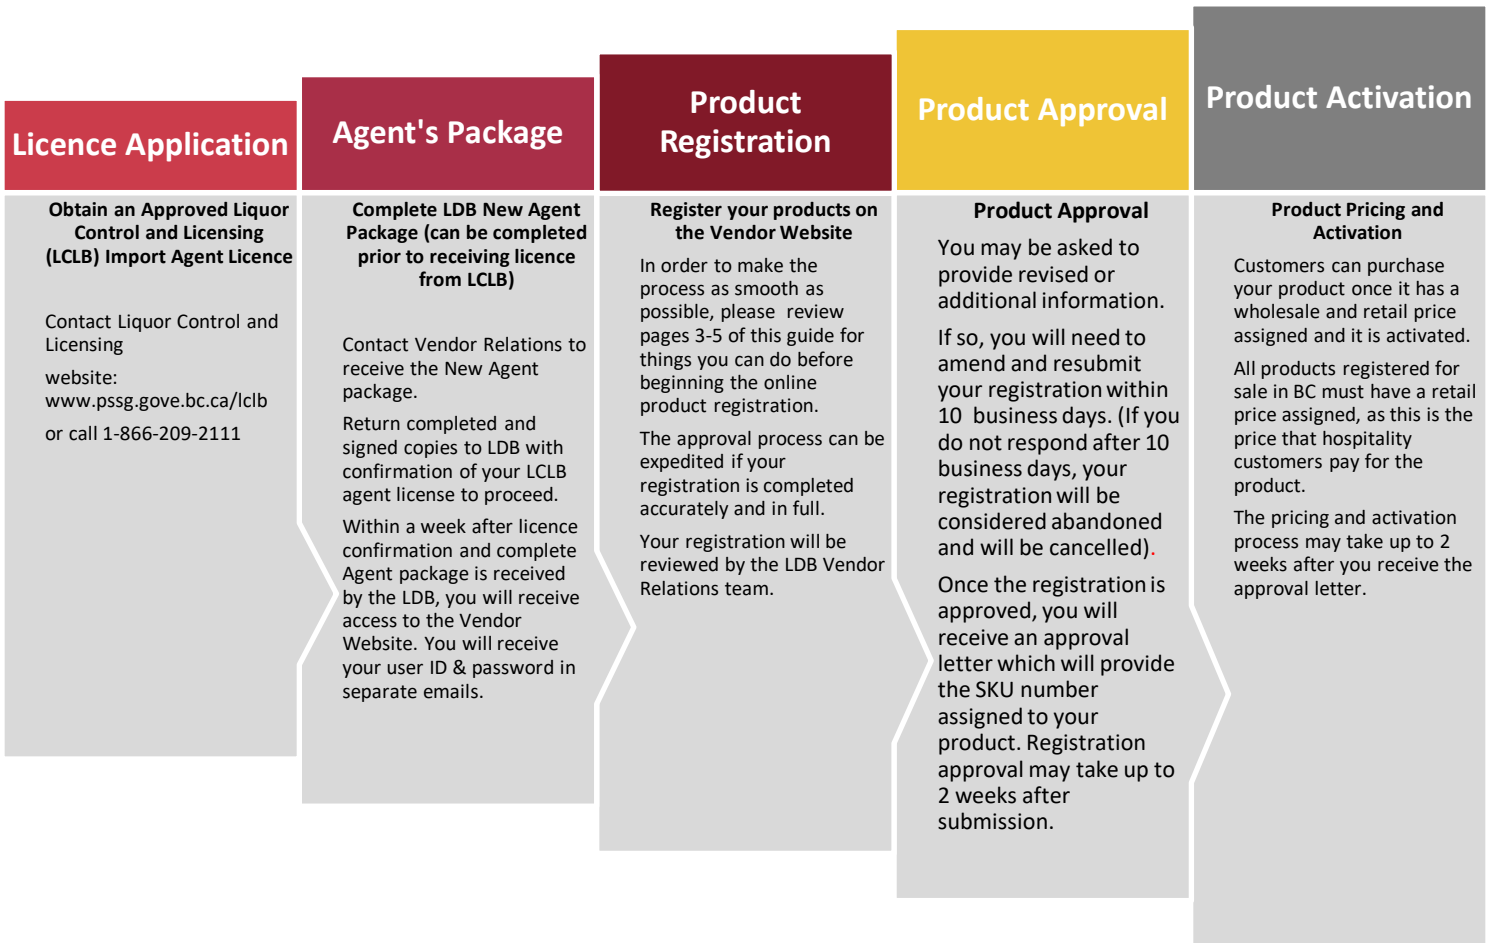 Licence Application
Obtain an Approved Liquor
Control and Licensing
(LCLB) Import Agent Licence
Contact Liquor Control and
Licensing
website:
www.pssg.gove.bc.ca/lclb
or call 1-866-209-2111
Agent's Package
Complete LDB New Agent
Package (can be completed
prior to receiving licence
from LCLB)
Contact Vendor Relations to
receive the New Agent
package.
Return completed and
signed copies to LDB with
confirmation of your LCLB
agent license to proceed.
Within a week after licence
confirmation and complete
Agent package is received
by the LDB, you will receive
access to the Vendor
Website. You will receive
your user ID & password in
separate emails.
Product
Registration
Register your products on
the Vendor Website
In order to make the
process as smooth as
possible, please review
pages 3-5 of this guide for
things you can do before
beginning the online
product registration.
The approval process can be
expedited if your
registration is completed
accurately and in full.
Your registration will be
reviewed by the LDB Vendor
Relations team.
Product Approval
Product Approval
You may be asked to
provide revised or
additional information.
If so, you will need to
amend and resubmit
your registration within
10 business days. (If you
do not respond after 10
business days, your
registration will be
considered abandoned
and will be cancelled).
Once the registration is
approved, you will
receive an approval
letter which will provide
the SKU number
assigned to your
product. Registration
approval may take up to
2 weeks after
submission.
Product Activation
Product Pricing and
Activation
Customers can purchase
your product once it has a
wholesale and retail price
assigned and it is activated.
All products registered for
sale in BC must have a retail
price assigned, as this is the
price that hospitality
customers pay for the
product.
The pricing and activation
process may take up to 2
weeks after you receive the
approval letter.